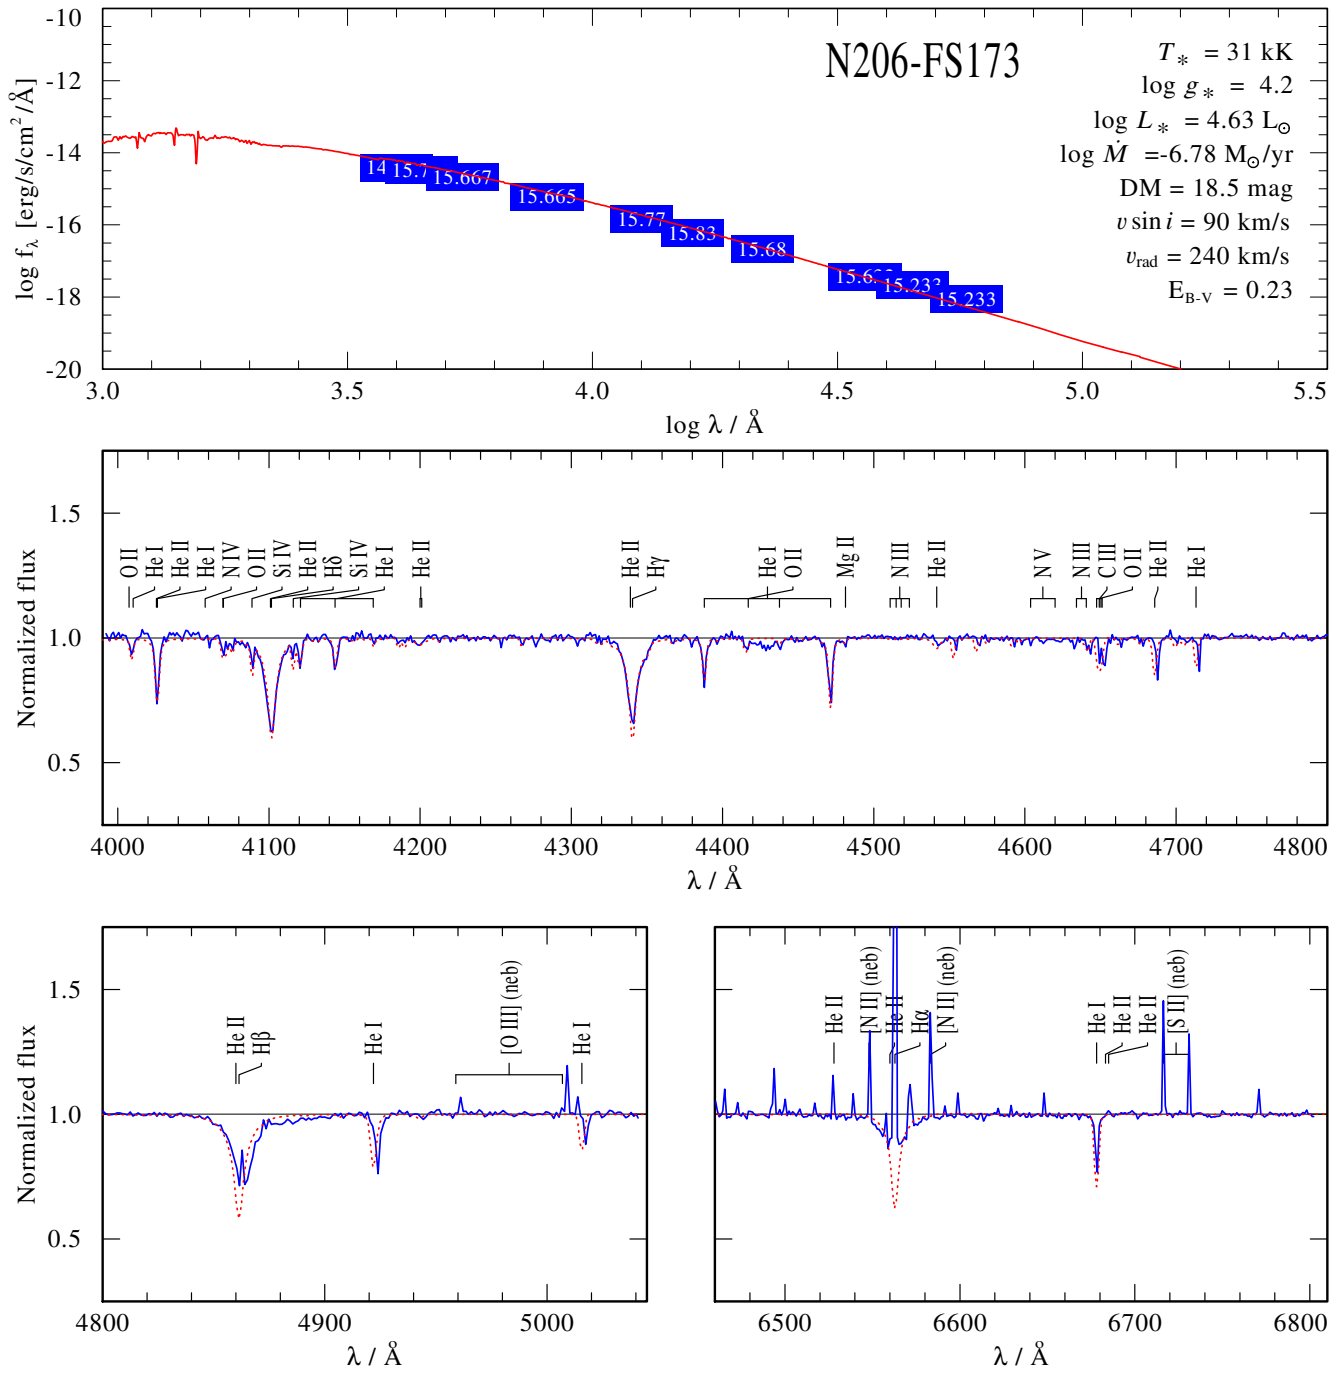 N206-FS173
T* = 31 kK
log g* = 4.2
log L* = 4.63 L⊙
log Ṁ =-6.78 M⊙/yr
DM = 18.5 mag
v sin i = 90 km/s
v_rad = 240 km/s
E_B-V = 0.23
log f_λ [erg/s/cm²/Å]
-10
-12
-14
-16
-18
-20
14
15.7
15.667
15.665
15.77
15.83
15.68
15.233
15.233
3.0 3.5 4.0 4.5 5.0 5.5
log λ / Å
Normalized flux
1.5
1.0
0.5
O II
He I
He II
He I
N IV
O II
Si IV
He II
Hδ
Si IV
He I
He II
He II
Hγ
He I
O II
Mg II
N III
He II
N V
N III
C III
O II
He II
He I
4000 4100 4200 4300 4400 4500 4600 4700 4800
λ / Å
Normalized flux
1.5
1.0
0.5
He II
Hβ
He I
[O III] (neb)
He I
4800 4900 5000
λ / Å
He II
[N II] (neb)
He II
Hα
[N II] (neb)
He I
He II
He II
[S II] (neb)
6500 6600 6700 6800
λ / Å